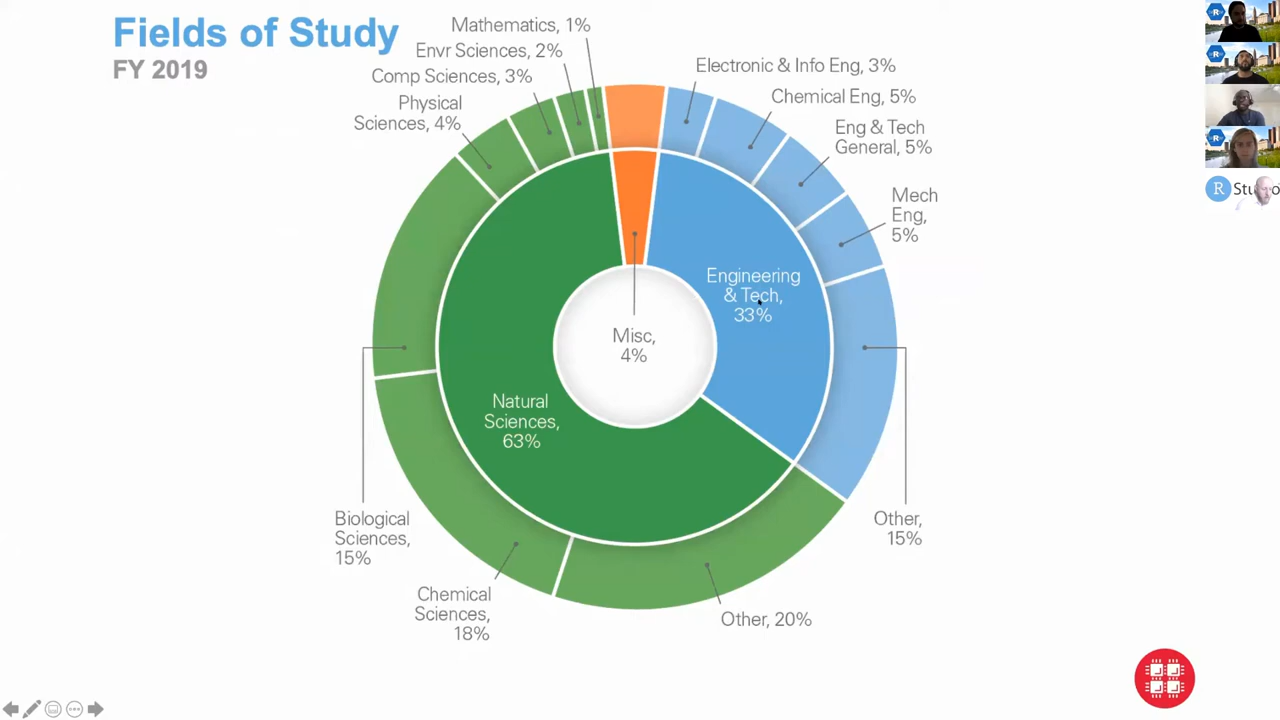 Fields of Study
FY 2019
Mathematics, 1%
Envr Sciences, 2%
Comp Sciences, 3%
Physical
Sciences, 4%
Electronic & Info Eng, 3%
Chemical Eng, 5%
Eng & Tech
General, 5%
Mech
Eng,
5%
Engineering
& Tech,
33%
Misc,
4%
Natural
Sciences,
63%
Biological
Sciences,
15%
Chemical
Sciences,
18%
Other, 20%
Other,
15%
R
R
R
R